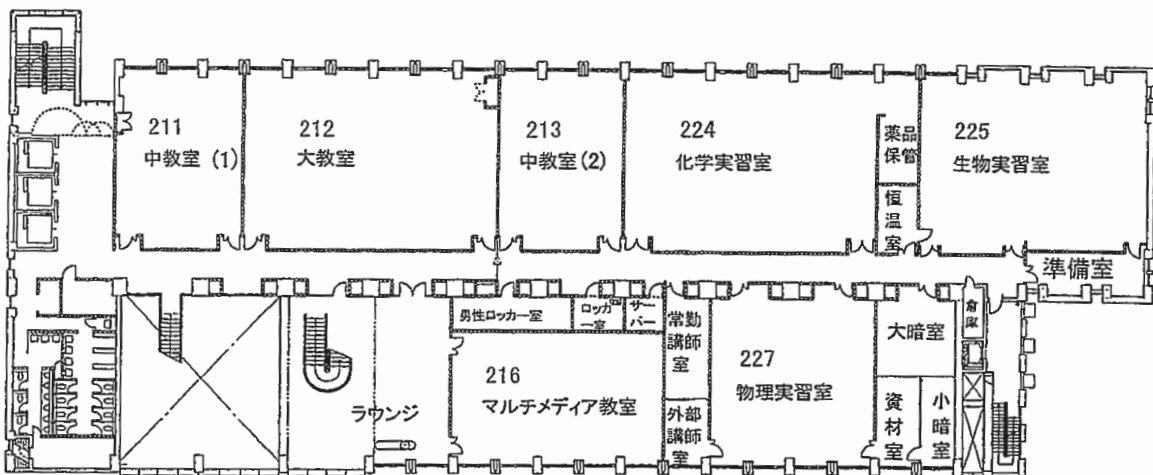 211
中教室(1)
212
大教室
213
中教室(2)
224
化学実習室
薬品
保管
恒
温
室
225
生物実習室
準備室
男性ロッカー室
ロッカ
ー室
サー
バー
常勤
講師
室
外部
講師
室
216
マルチメディア教室
ラウンジ
227
物理実習室
大暗室
資
材
室
小
暗
室
倉
庫